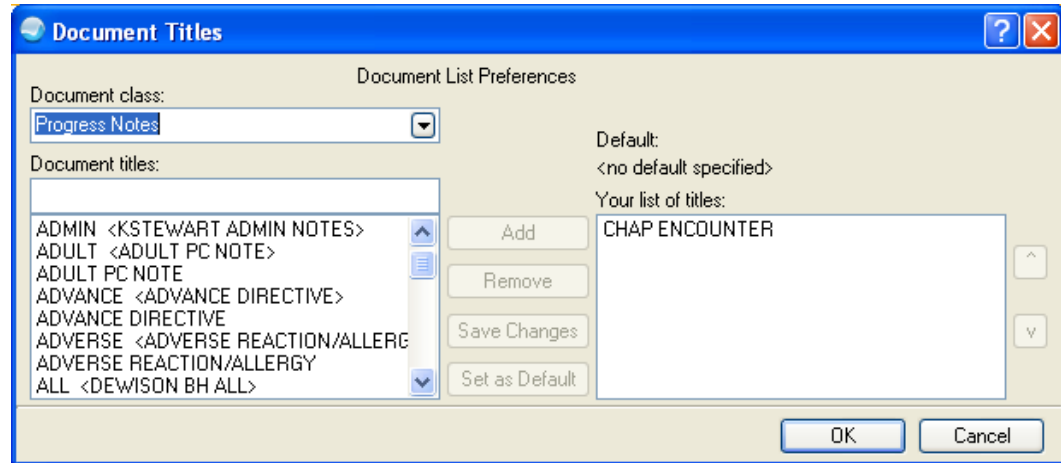 Document Titles
Document List Preferences
Document class:
Progress Notes
Document titles:
ADMIN <KSTEWART ADMIN NOTES>
ADULT <ADULT PC NOTE>
ADULT PC NOTE
ADVANCE <ADVANCE DIRECTIVE>
ADVANCE DIRECTIVE
ADVERSE <ADVERSE REACTION/ALLERG
ADVERSE REACTION/ALLERGY
ALL <DEWISON BH ALL>
Add
Remove
Save Changes
Set as Default
Default:
<no default specified>
Your list of titles:
CHAP ENCOUNTER
OK
Cancel